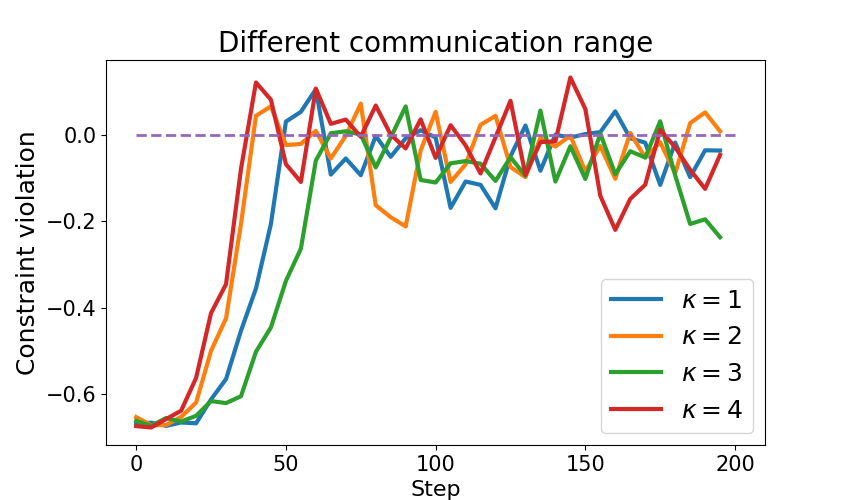 Different communication range
Constraint violation
0.0
−0.2
−0.4
−0.6
κ = 1
κ = 2
κ = 3
κ = 4
0 50 100 150 200
Step